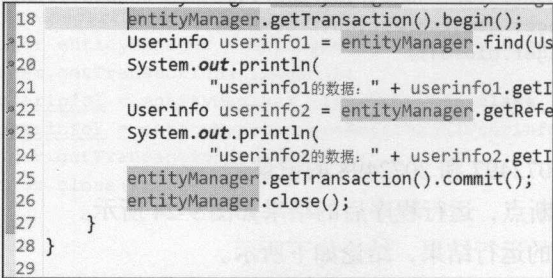 18 entityManager.getTransaction().begin();
19 Userinfo userinfo1 = entityManager.find(Us
20 System.out.println(
21 "userinfo1的数据：" + userinfo1.getI
22 Userinfo userinfo2 = entityManager.getRefe
23 System.out.println(
24 "userinfo2的数据：" + userinfo2.getI
25 entityManager.getTransaction().commit();
26 entityManager.close();
27 }
28 }
29